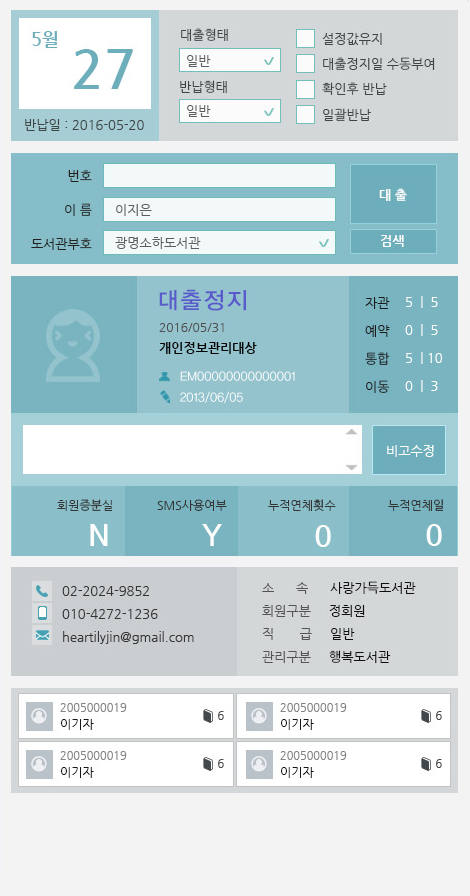 5월
27
반납일 : 2016-05-20
대출형태
일반
반납형태
일반
설정값유지
대출정지일 수동부여
확인후 반납
일괄반납
번호
이 름 이지은
도서관부호 광명소하도서관
대 출
검색
대출정지
2016/05/31
개인정보관리대상
EM00000000000001
2013/06/05
자관 5 | 5
예약 0 | 5
통합 5 | 10
이동 0 | 3
비고수정
회원증분실
N
SMS사용여부
Y
누적연체횟수
0
누적연체일
0
02-2024-9852
010-4272-1236
heartilyjin@gmail.com
소 속 사랑가득도서관
회원구분 정회원
직 급 일반
관리구분 행복도서관
2005000019
이기자
6
2005000019
이기자
6
2005000019
이기자
6
2005000019
이기자
6